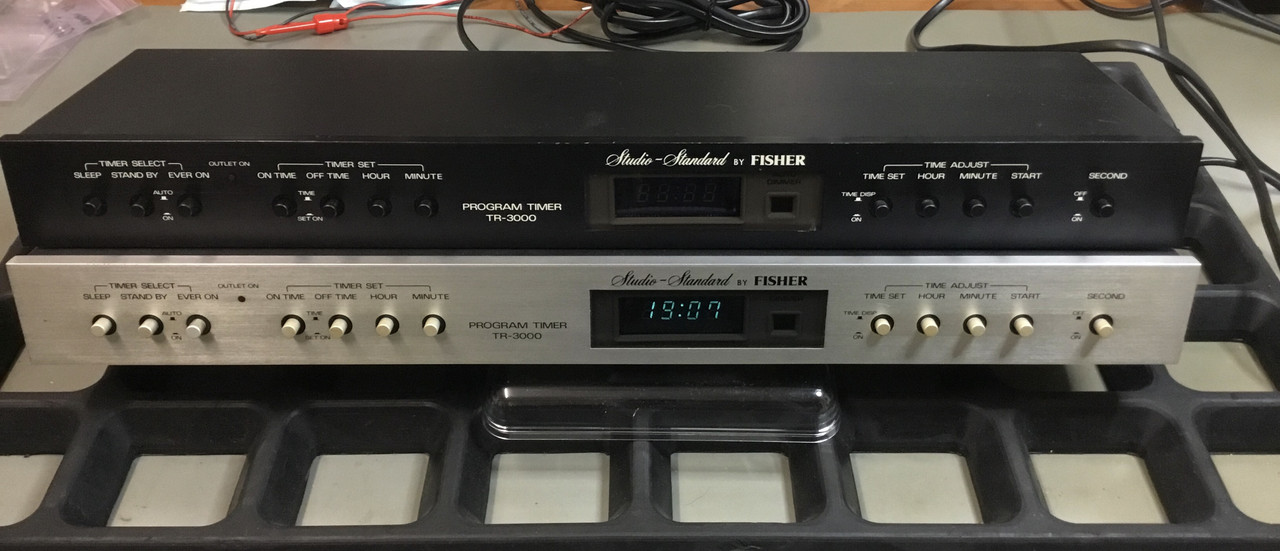 TIMER SELECT
OUTLET ON
TIMER SET
Studio-Standard BY FISHER
TIME ADJUST
SLEEP STAND BY EVER ON
ON TIME OFF TIME HOUR MINUTE
TIME SET HOUR MINUTE START
SECOND
AUTO
ON
TIME
SET ON
PROGRAM TIMER
TR-3000
DIMMER
TIME DISP
ON
OFF
ON
TIMER SELECT
OUTLET ON
TIMER SET
Studio-Standard BY FISHER
TIME ADJUST
SLEEP STAND BY EVER ON
ON TIME OFF TIME HOUR MINUTE
TIME SET HOUR MINUTE START
SECOND
AUTO
ON
TIME
SET ON
PROGRAM TIMER
TR-3000
19:07
TIME DISP
ON
OFF
ON